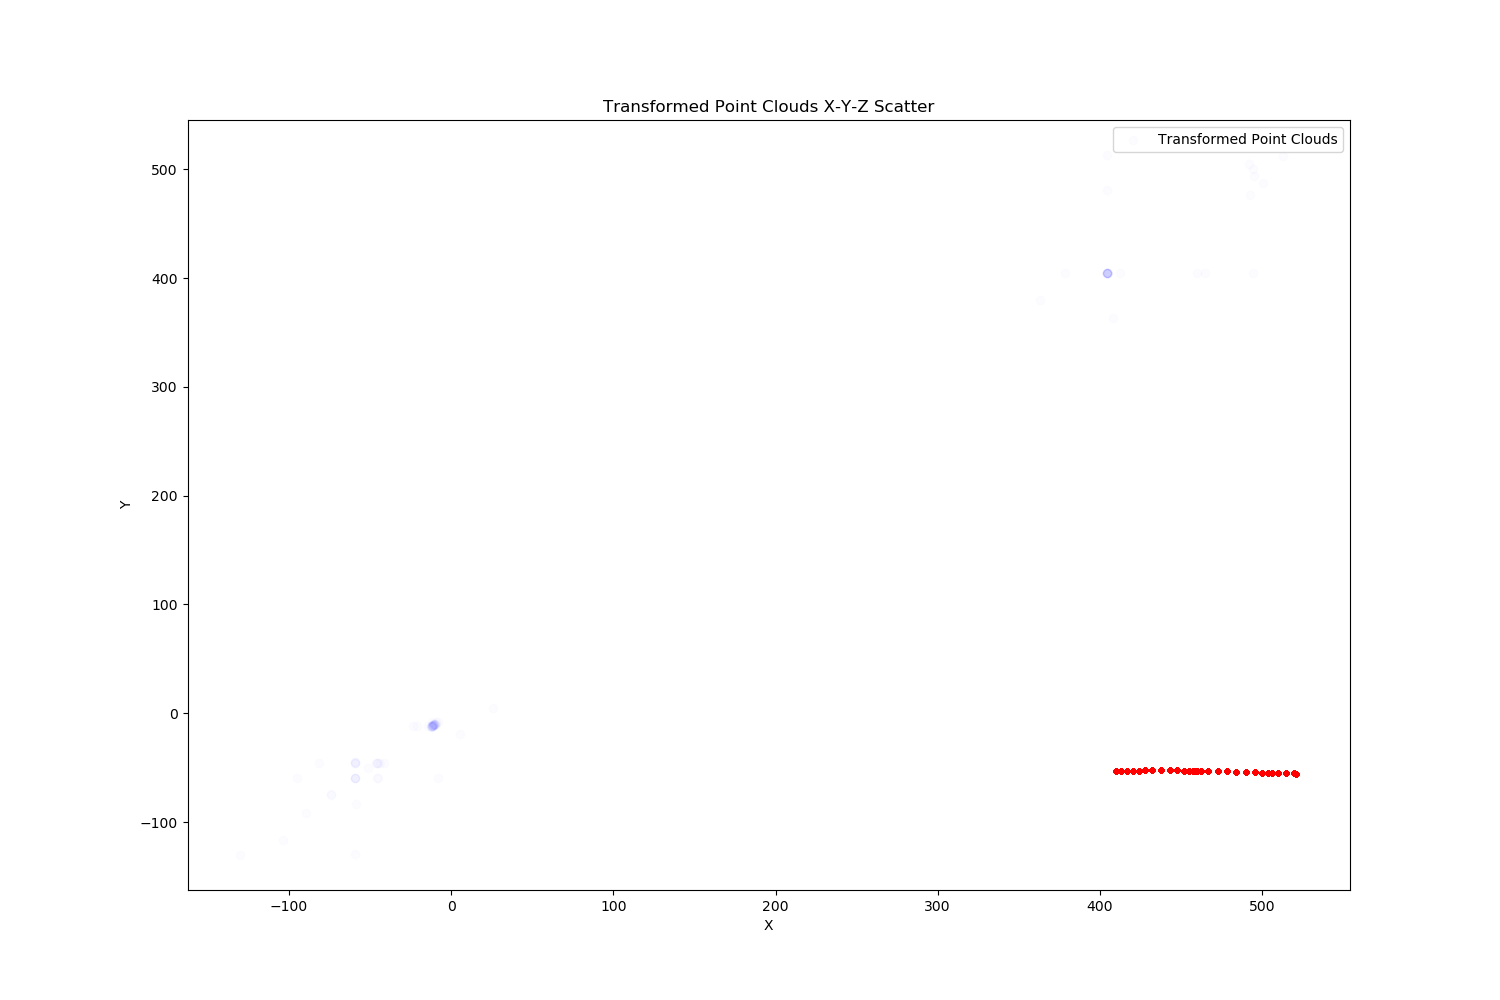 Transformed Point Clouds X-Y-Z Scatter
Transformed Point Clouds
500
400
300
200
100
0
−100
Y
−100 0 100 200 300 400 500
X